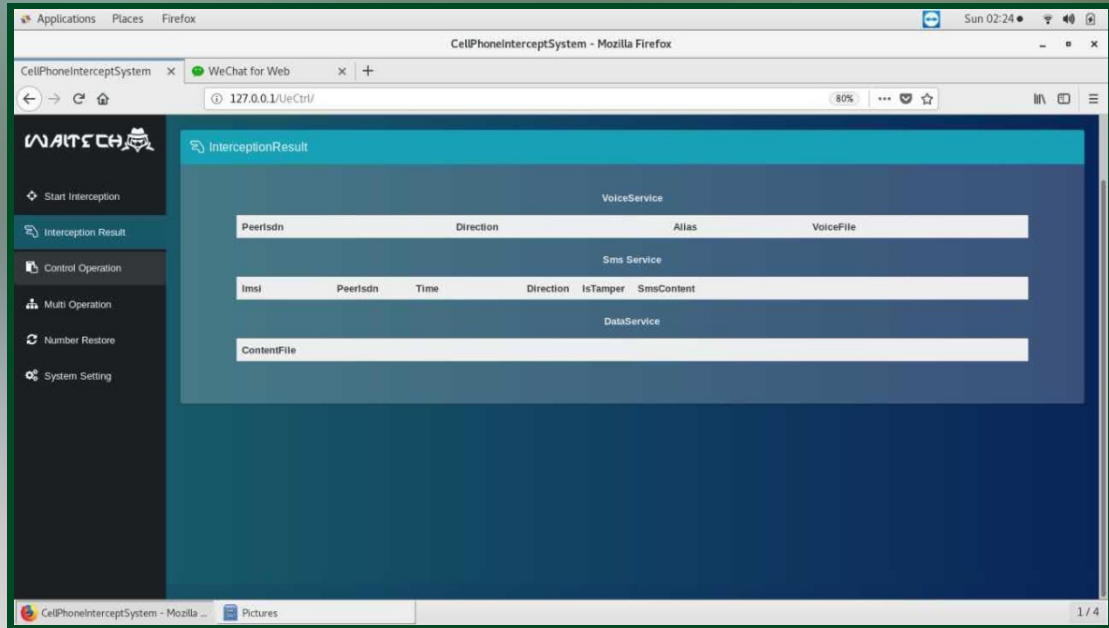 Applications Places Firefox Sun 02:24
CellPhoneInterceptSystem - Mozilla Firefox
CellPhoneInterceptSystem WeChat for Web
127.0.0.1/UeCtrl/ 80%
WAITECH
InterceptionResult
Start Interception
Interception Result
Control Operation
Multi Operation
Number Restore
System Setting
VoiceService
PeerIsdn Direction Alias VoiceFile
Sms Service
Imsi PeerIsdn Time Direction IsTamper SmsContent
DataService
ContentFile
CellPhoneInterceptSystem - Mozilla ... Pictures 1 / 4